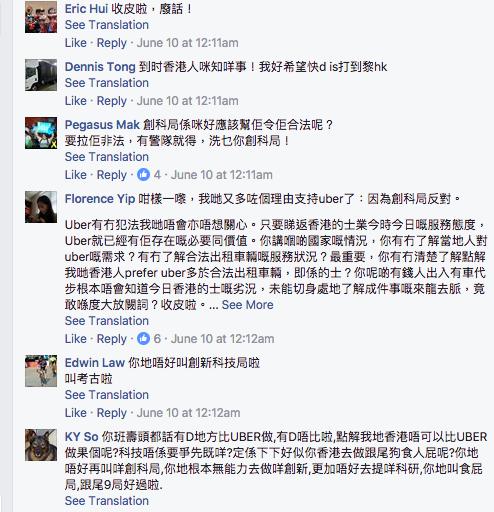 Eric Hui 收皮啦，廢話！
See Translation
Like · Reply · June 10 at 12:11am
Dennis Tong 到时香港人咪知咩事！我好希望快d is打到黎hk
See Translation
Like · Reply · June 10 at 12:11am
Pegasus Mak 創科局係咪好應該幫佢令佢合法呢？
要拉佢非法，有警隊就得，洗乜你創科局！
See Translation
Like · Reply · 4 · June 10 at 12:11am
Florence Yip 咁樣一嚟，我哋又多咗個理由支持uber了：因為創科局反對。
Uber有冇犯法我哋唔會亦唔想關心。只要睇返香港的士業今時今日嘅服務態度，
Uber就已經有佢存在嘅必要同價值。你講嗰啲國家嘅情況，你有冇了解當地人對
uber嘅需求？有冇了解合法出租車輛嘅服務狀況？最重要，你有冇清楚了解點解
我哋香港人prefer uber多於合法出租車輛，即係的士？你呢啲有錢人出入有車代
步根本唔會知道今日香港的士嘅劣況，未能切身處地了解成件事嘅來龍去脈，竟
敢喺度大放闕詞？收皮啦。... See More
See Translation
Like · Reply · 6 · June 10 at 12:12am
Edwin Law 你地唔好叫創新科技局啦
叫考古啦
See Translation
Like · Reply · June 10 at 12:12am
KY So 你班壽頭都話有D地方比UBER做,有D唔比啦,點解我地香港唔可以比UBER
做果個呢?科技唔係要爭先既咩?定係下下好似你香港去做跟尾狗食人屁呢?你地
唔好再叫咩創科局,你地根本無能力去做咩創新,更加唔好去提咩科研,你地叫食屁
局,跟尾9局好過啦.
See Translation